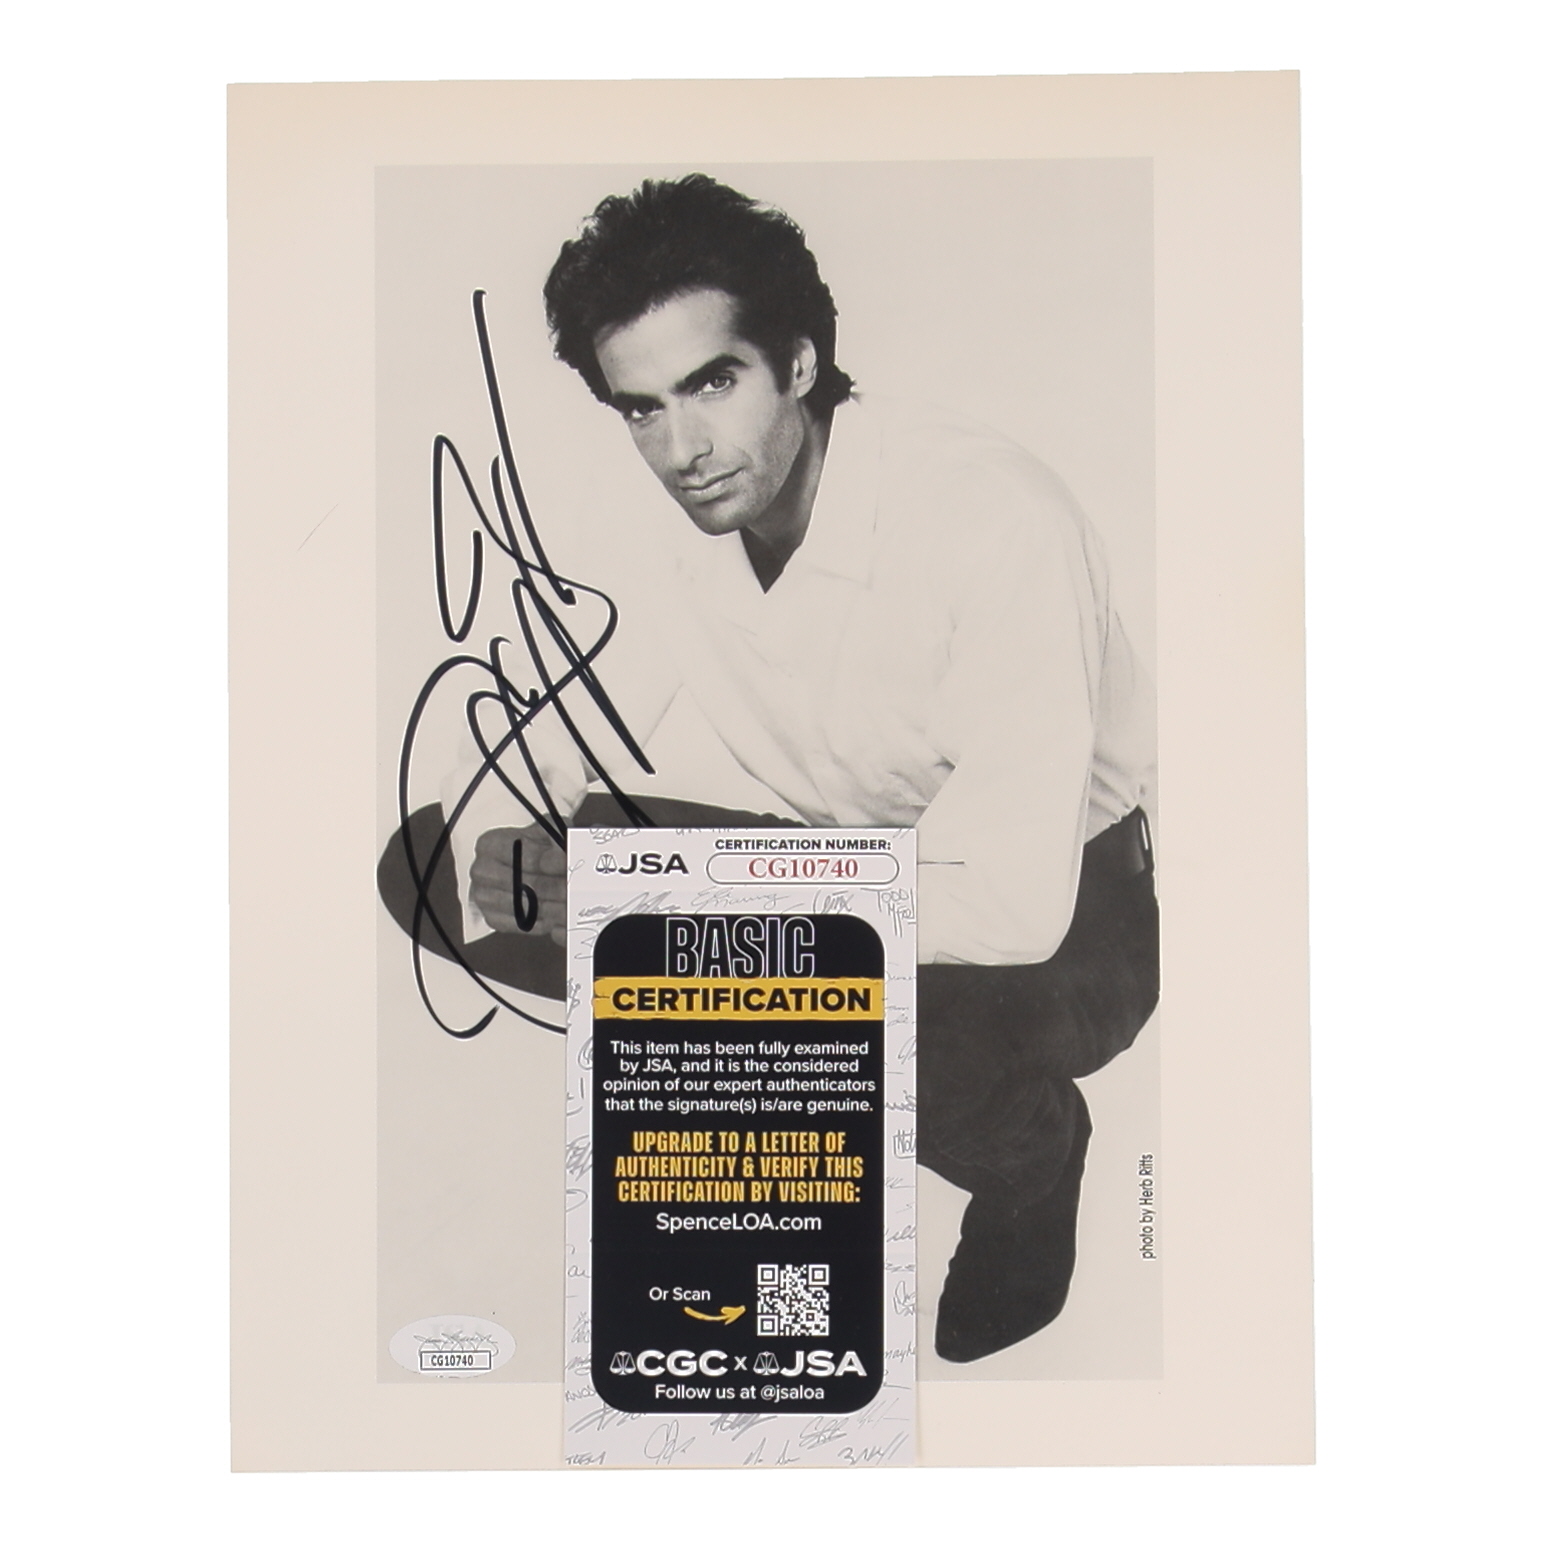 JSA
CERTIFICATION NUMBER:
CG10740
BASIC
CERTIFICATION
This item has been fully examined
by JSA, and it is the considered
opinion of our expert authenticators
that the signature(s) is/are genuine.
UPGRADE TO A LETTER OF
AUTHENTICITY & VERIFY THIS
CERTIFICATION BY VISITING:
SpenceLOA.com
Or Scan
CGC x JSA
Follow us at @jsaloa
photo by Herb Ritts
CG10740